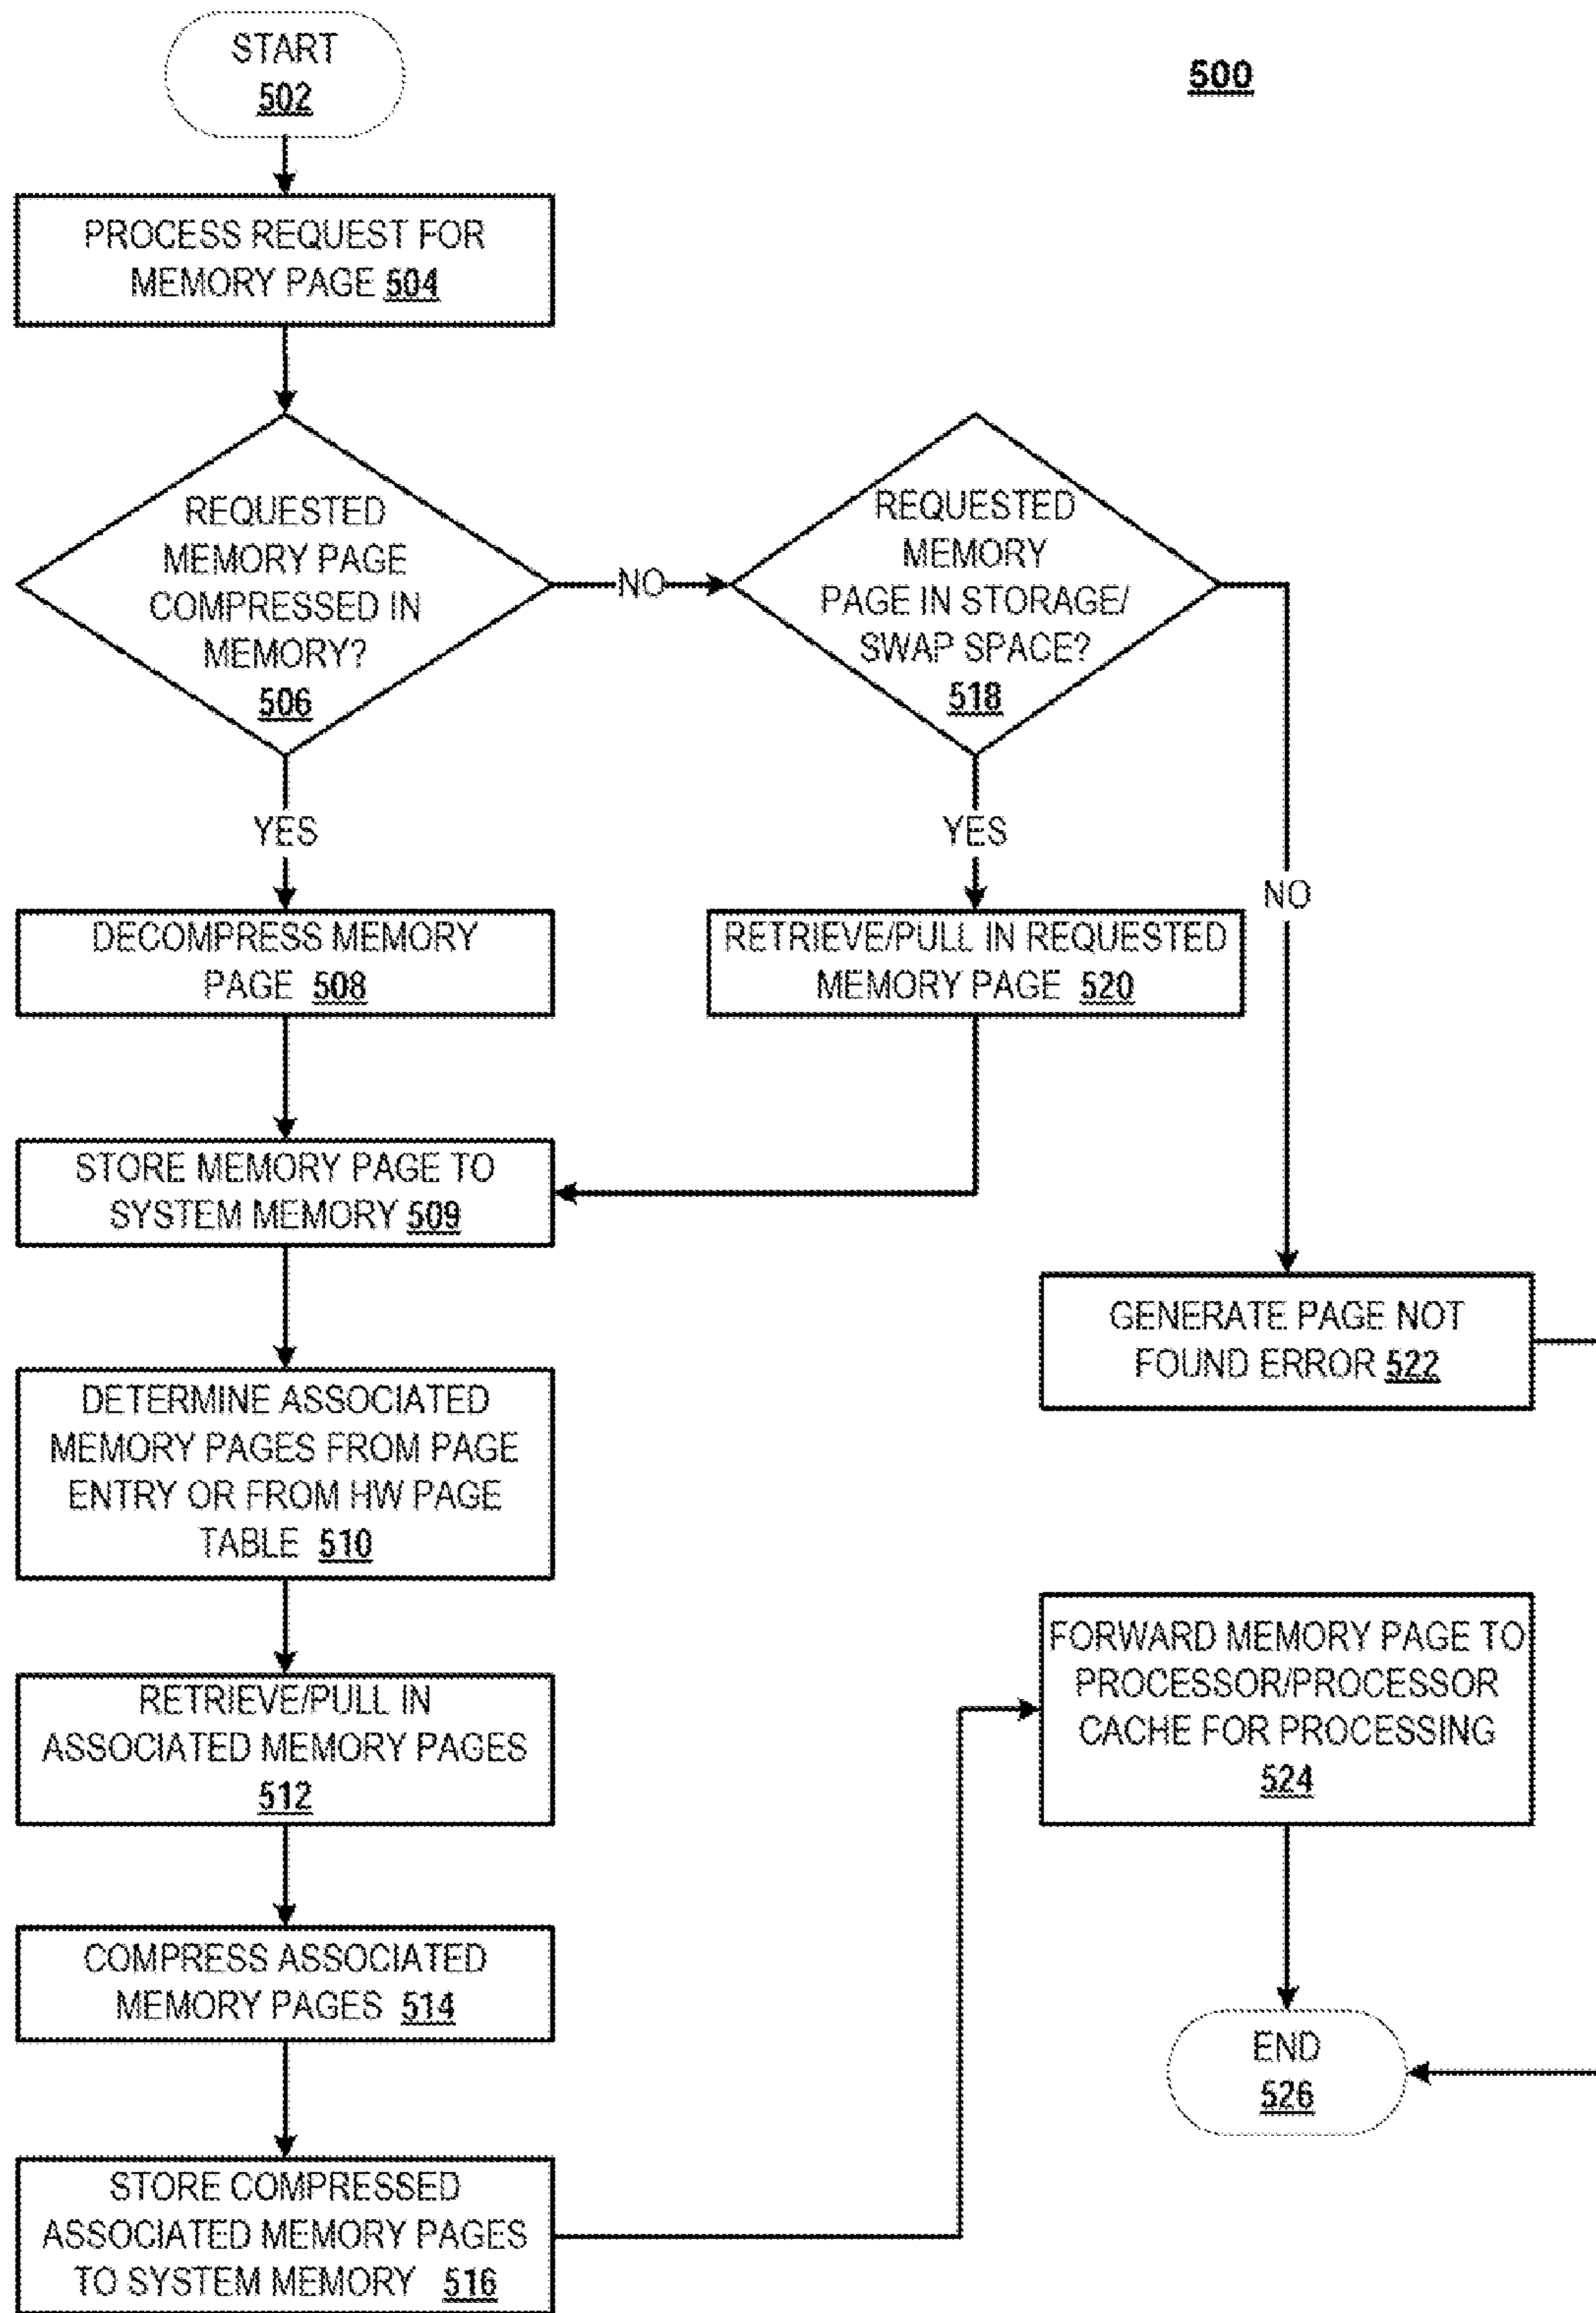 START
502
500
PROCESS REQUEST FOR
MEMORY PAGE 504
REQUESTED
MEMORY PAGE
COMPRESSED IN
MEMORY?
506
NO
REQUESTED
MEMORY
PAGE IN STORAGE/
SWAP SPACE?
518
YES
YES
NO
DECOMPRESS MEMORY
PAGE 508
RETRIEVE/PULL IN REQUESTED
MEMORY PAGE 520
STORE MEMORY PAGE TO
SYSTEM MEMORY 509
GENERATE PAGE NOT
FOUND ERROR 522
DETERMINE ASSOCIATED
MEMORY PAGES FROM PAGE
ENTRY OR FROM HW PAGE
TABLE 510
RETRIEVE/PULL IN
ASSOCIATED MEMORY PAGES
512
FORWARD MEMORY PAGE TO
PROCESSOR/PROCESSOR
CACHE FOR PROCESSING
524
COMPRESS ASSOCIATED
MEMORY PAGES 514
END
526
STORE COMPRESSED
ASSOCIATED MEMORY PAGES
TO SYSTEM MEMORY 516